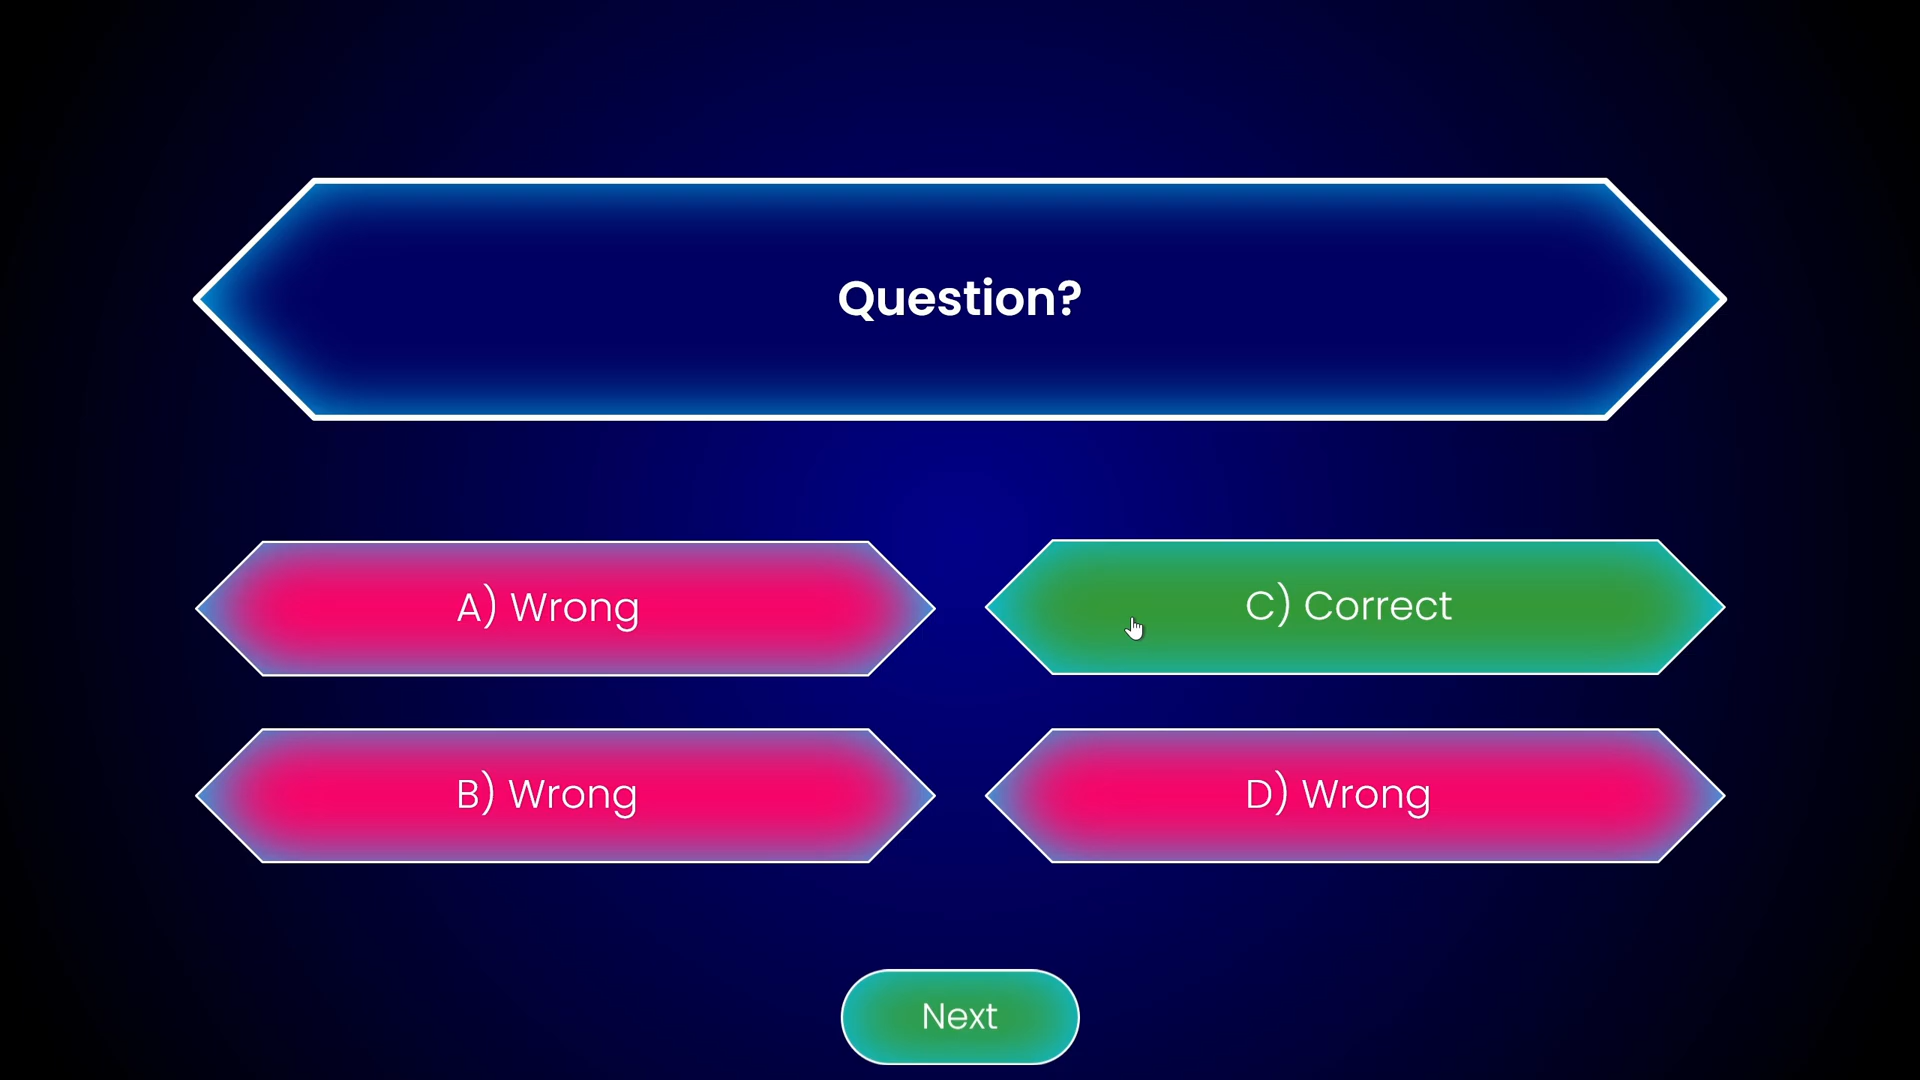 Question?
A) Wrong
C) Correct
B) Wrong
D) Wrong
Next